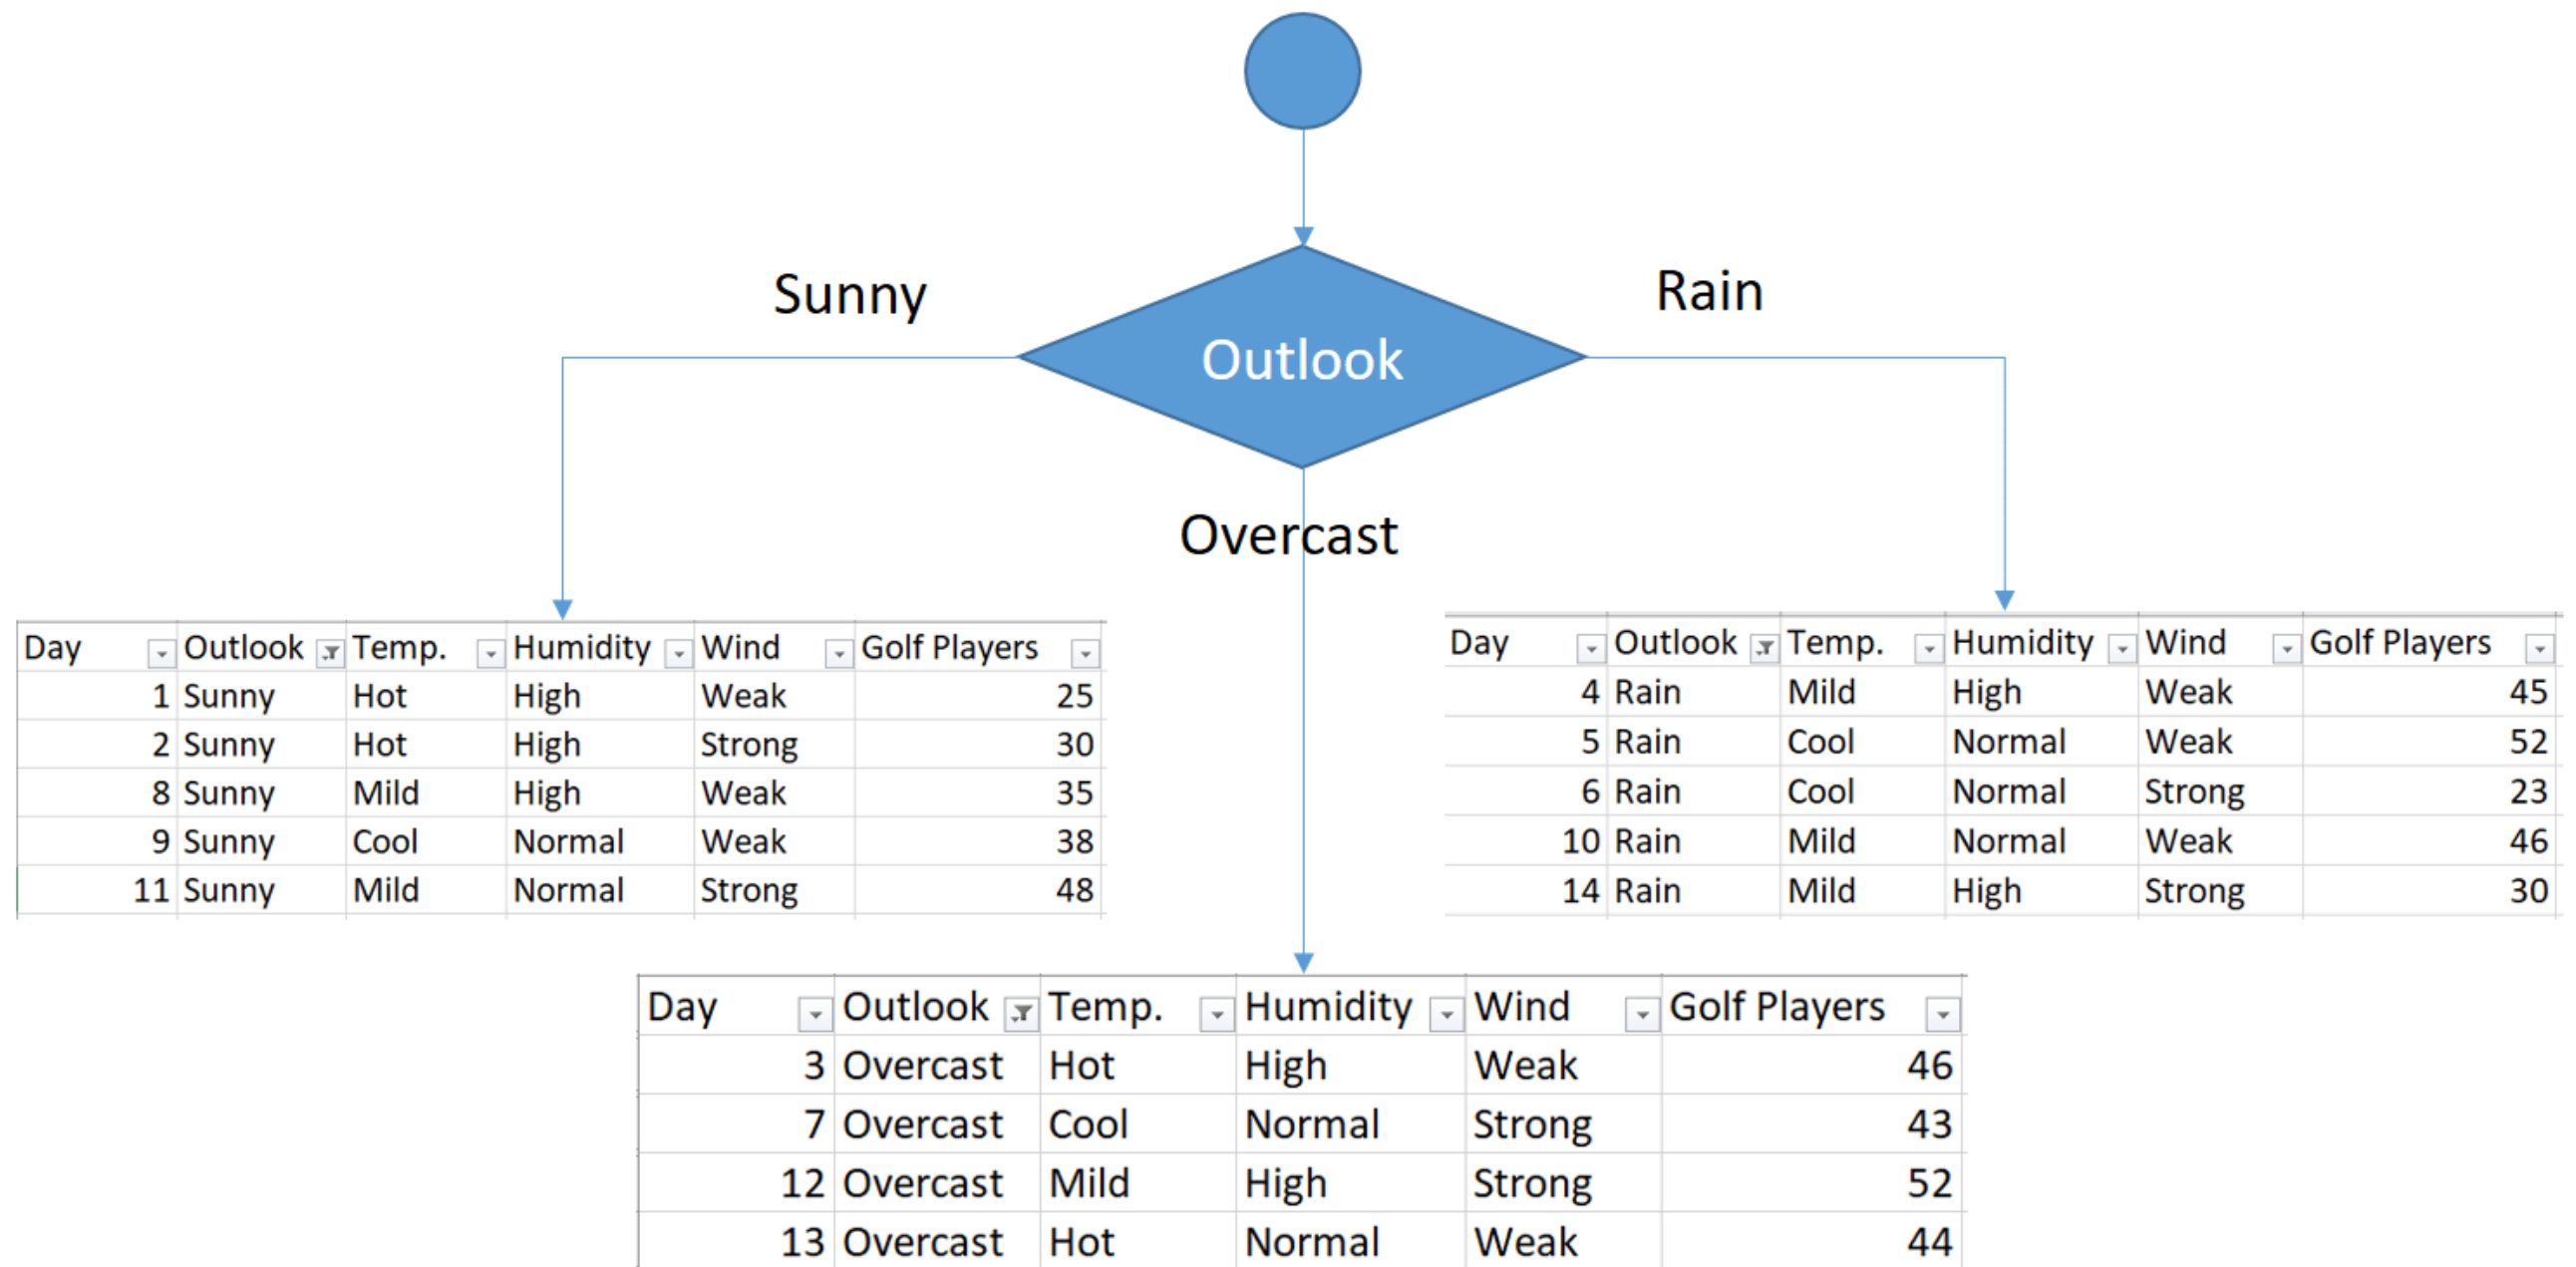 Sunny
Rain
Outlook
Overcast
Day Outlook Temp. Humidity Wind Golf Players
1 Sunny Hot High Weak 25
2 Sunny Hot High Strong 30
8 Sunny Mild High Weak 35
9 Sunny Cool Normal Weak 38
11 Sunny Mild Normal Strong 48
Day Outlook Temp. Humidity Wind Golf Players
4 Rain Mild High Weak 45
5 Rain Cool Normal Weak 52
6 Rain Cool Normal Strong 23
10 Rain Mild Normal Weak 46
14 Rain Mild High Strong 30
Day Outlook Temp. Humidity Wind Golf Players
3 Overcast Hot High Weak 46
7 Overcast Cool Normal Strong 43
12 Overcast Mild High Strong 52
13 Overcast Hot Normal Weak 44